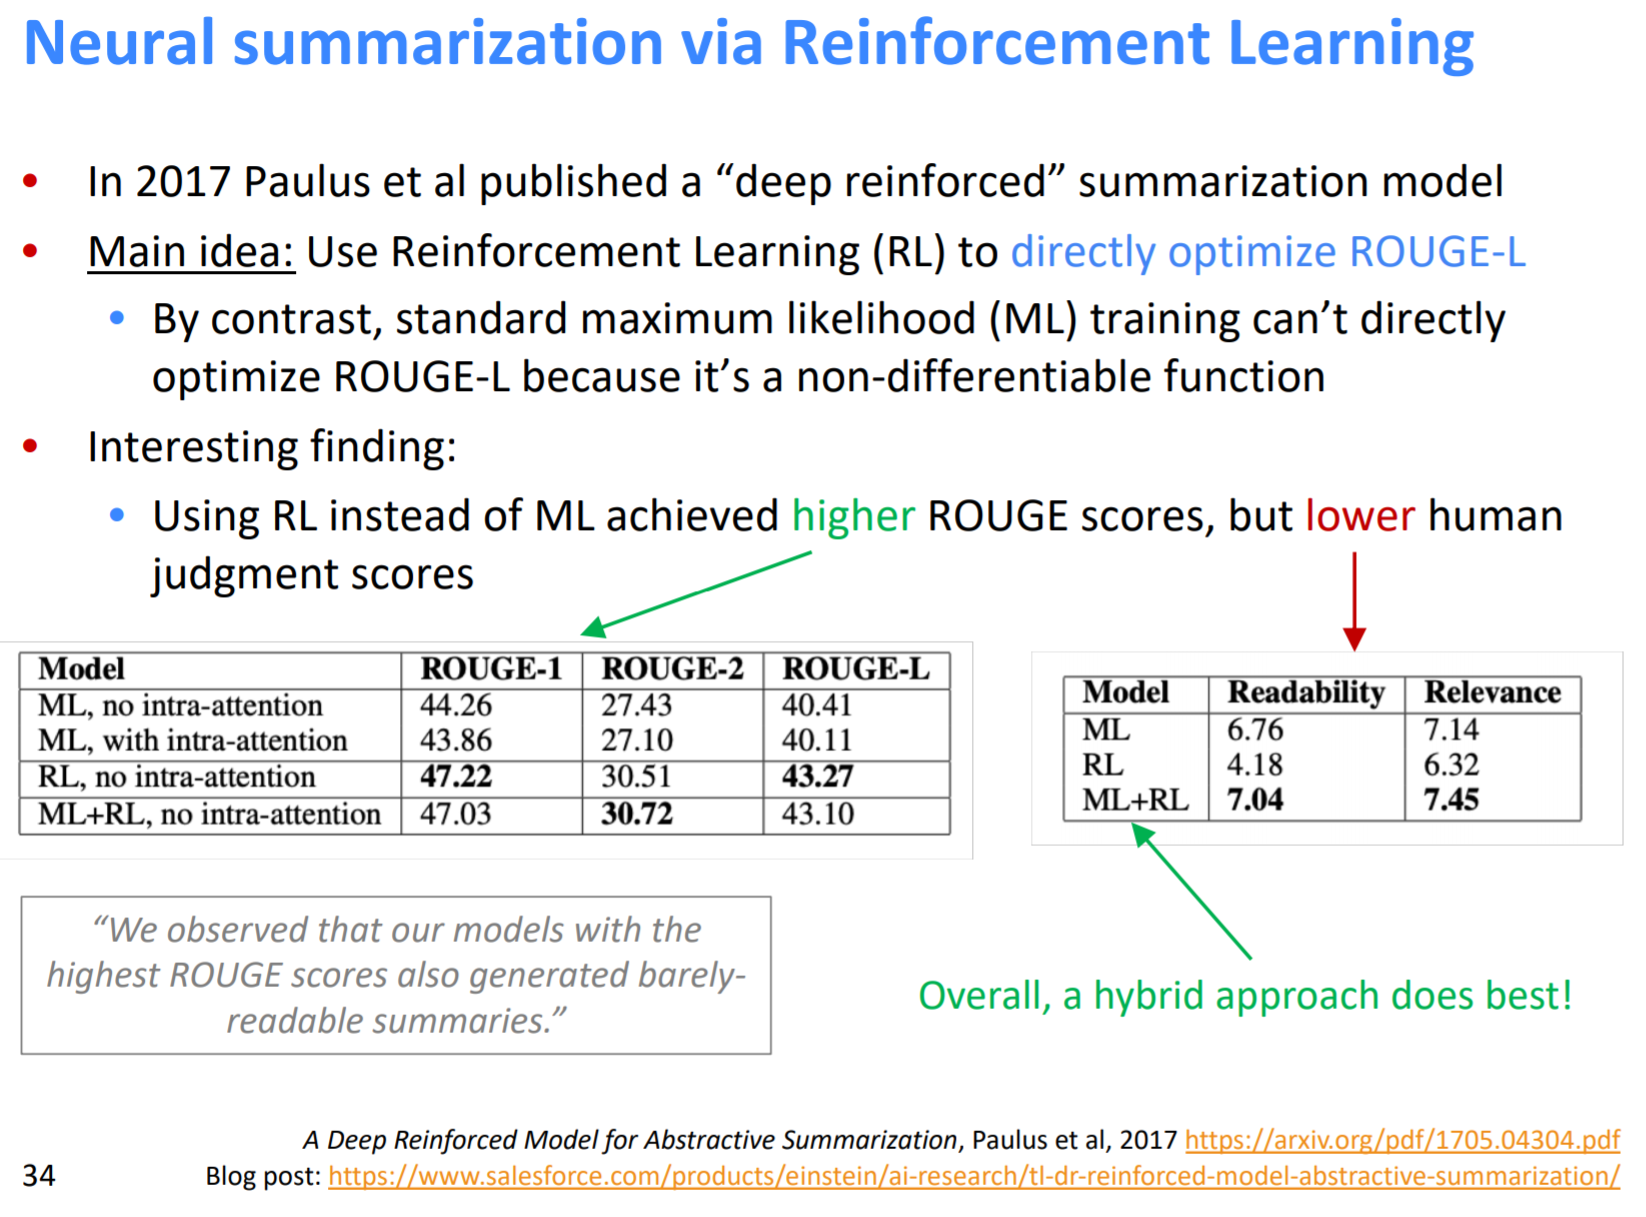 Neural summarization via Reinforcement Learning
• In 2017 Paulus et al published a “deep reinforced” summarization model
• Main idea: Use Reinforcement Learning (RL) to directly optimize ROUGE-L
• By contrast, standard maximum likelihood (ML) training can’t directly
optimize ROUGE-L because it’s a non-differentiable function
• Interesting finding:
• Using RL instead of ML achieved higher ROUGE scores, but lower human
judgment scores
Model ROUGE-1 ROUGE-2 ROUGE-L
ML, no intra-attention 44.26 27.43 40.41
ML, with intra-attention 43.86 27.10 40.11
RL, no intra-attention 47.22 30.51 43.27
ML+RL, no intra-attention 47.03 30.72 43.10
Model Readability Relevance
ML 6.76 7.14
RL 4.18 6.32
ML+RL 7.04 7.45
“We observed that our models with the
highest ROUGE scores also generated barely-
readable summaries.”
Overall, a hybrid approach does best!
A Deep Reinforced Model for Abstractive Summarization, Paulus et al, 2017 https://arxiv.org/pdf/1705.04304.pdf
34 Blog post: https://www.salesforce.com/products/einstein/ai-research/tl-dr-reinforced-model-abstractive-summarization/